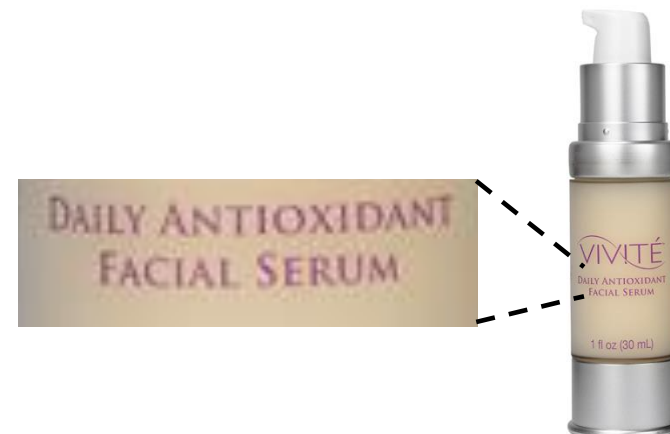 DAILY ANTIOXIDANT
FACIAL SERUM
VIVITÉ
DAILY ANTIOXIDANT
FACIAL SERUM
1 fl oz (30 mL)